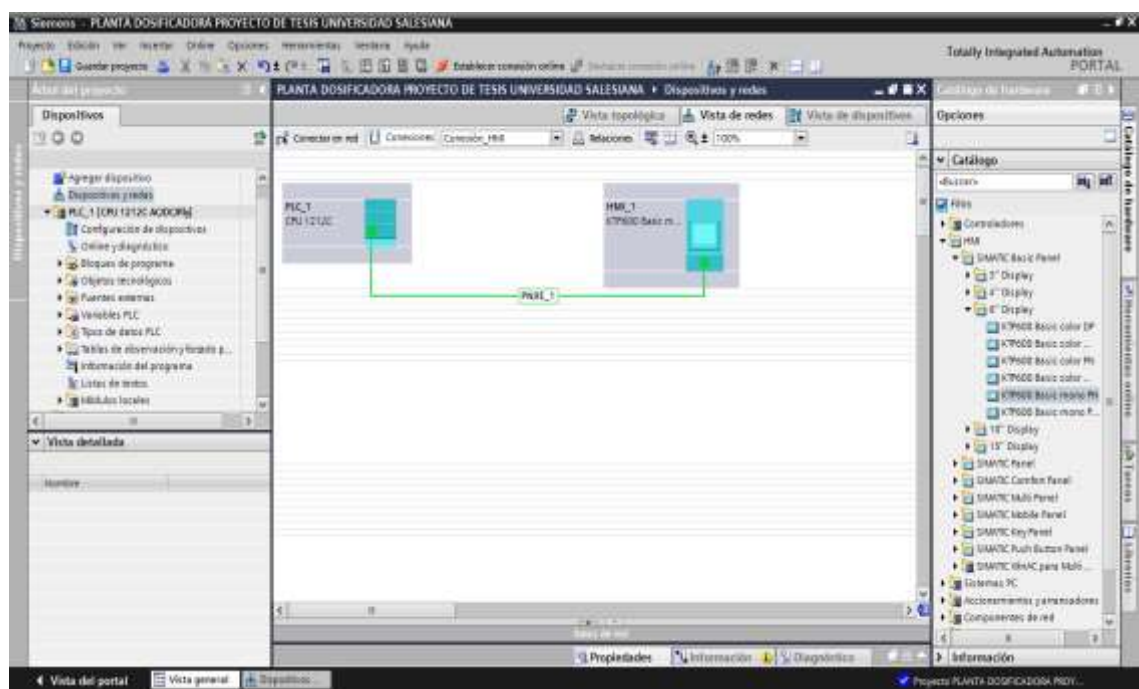 Siemens - PLANTA DOSIFICADORA PROYECTO DE TESIS UNIVERSIDAD SALESIANA
Proyecto Edición Ver Insertar Online Opciones Herramientas Ventana Ayuda
Totally Integrated Automation
PORTAL
Guardar proyecto
Establecer conexión online
PLANTA DOSIFICADORA PROYECTO DE TESIS UNIVERSIDAD SALESIANA
Dispositivos y redes
Dispositivos
Vista topológica
Vista de redes
Vista de dispositivos
Opciones
Conectar en red
Conexiones
Conexión_HMI
Relaciones
100%
Catálogo
<Buscar>
Filtro
Agregar dispositivo
Dispositivos y redes
PLC_1 [CPU 1212C AC/DC/Rly]
Configuración de dispositivos
Online y diagnóstico
Bloques de programa
Objetos tecnológicos
Fuentes externas
Variables PLC
Tipos de datos PLC
Tablas de observación y forzado p...
Información del programa
Listas de textos
Módulos locales
Vista detallada
Nombre
PLC_1
CPU 1212C
HMI_1
KTP600 Basic m...
PN/IE_1
Controladores
HMI
SIMATIC Basic Panel
3" Display
4" Display
6" Display
KTP600 Basic color DP
KTP600 Basic color ...
KTP600 Basic color PN
KTP600 Basic color ...
KTP600 Basic mono PN
KTP600 Basic mono P...
10" Display
15" Display
SIMATIC Panel
SIMATIC Comfort Panel
SIMATIC Multi Panel
SIMATIC Mobile Panel
SIMATIC Key Panel
SIMATIC Push Button Panel
SIMATIC WinAC para Multi ...
Sistemas PC
Accionamientos y arrancadores
Componentes de red
Información
Catálogo de hardware
Herramientas online
Tareas
Librerías
Propiedades
Información
Diagnóstico
Vista del portal
Vista general
Dispositivos ...
Proyecto PLANTA DOSIFICADORA PROY...